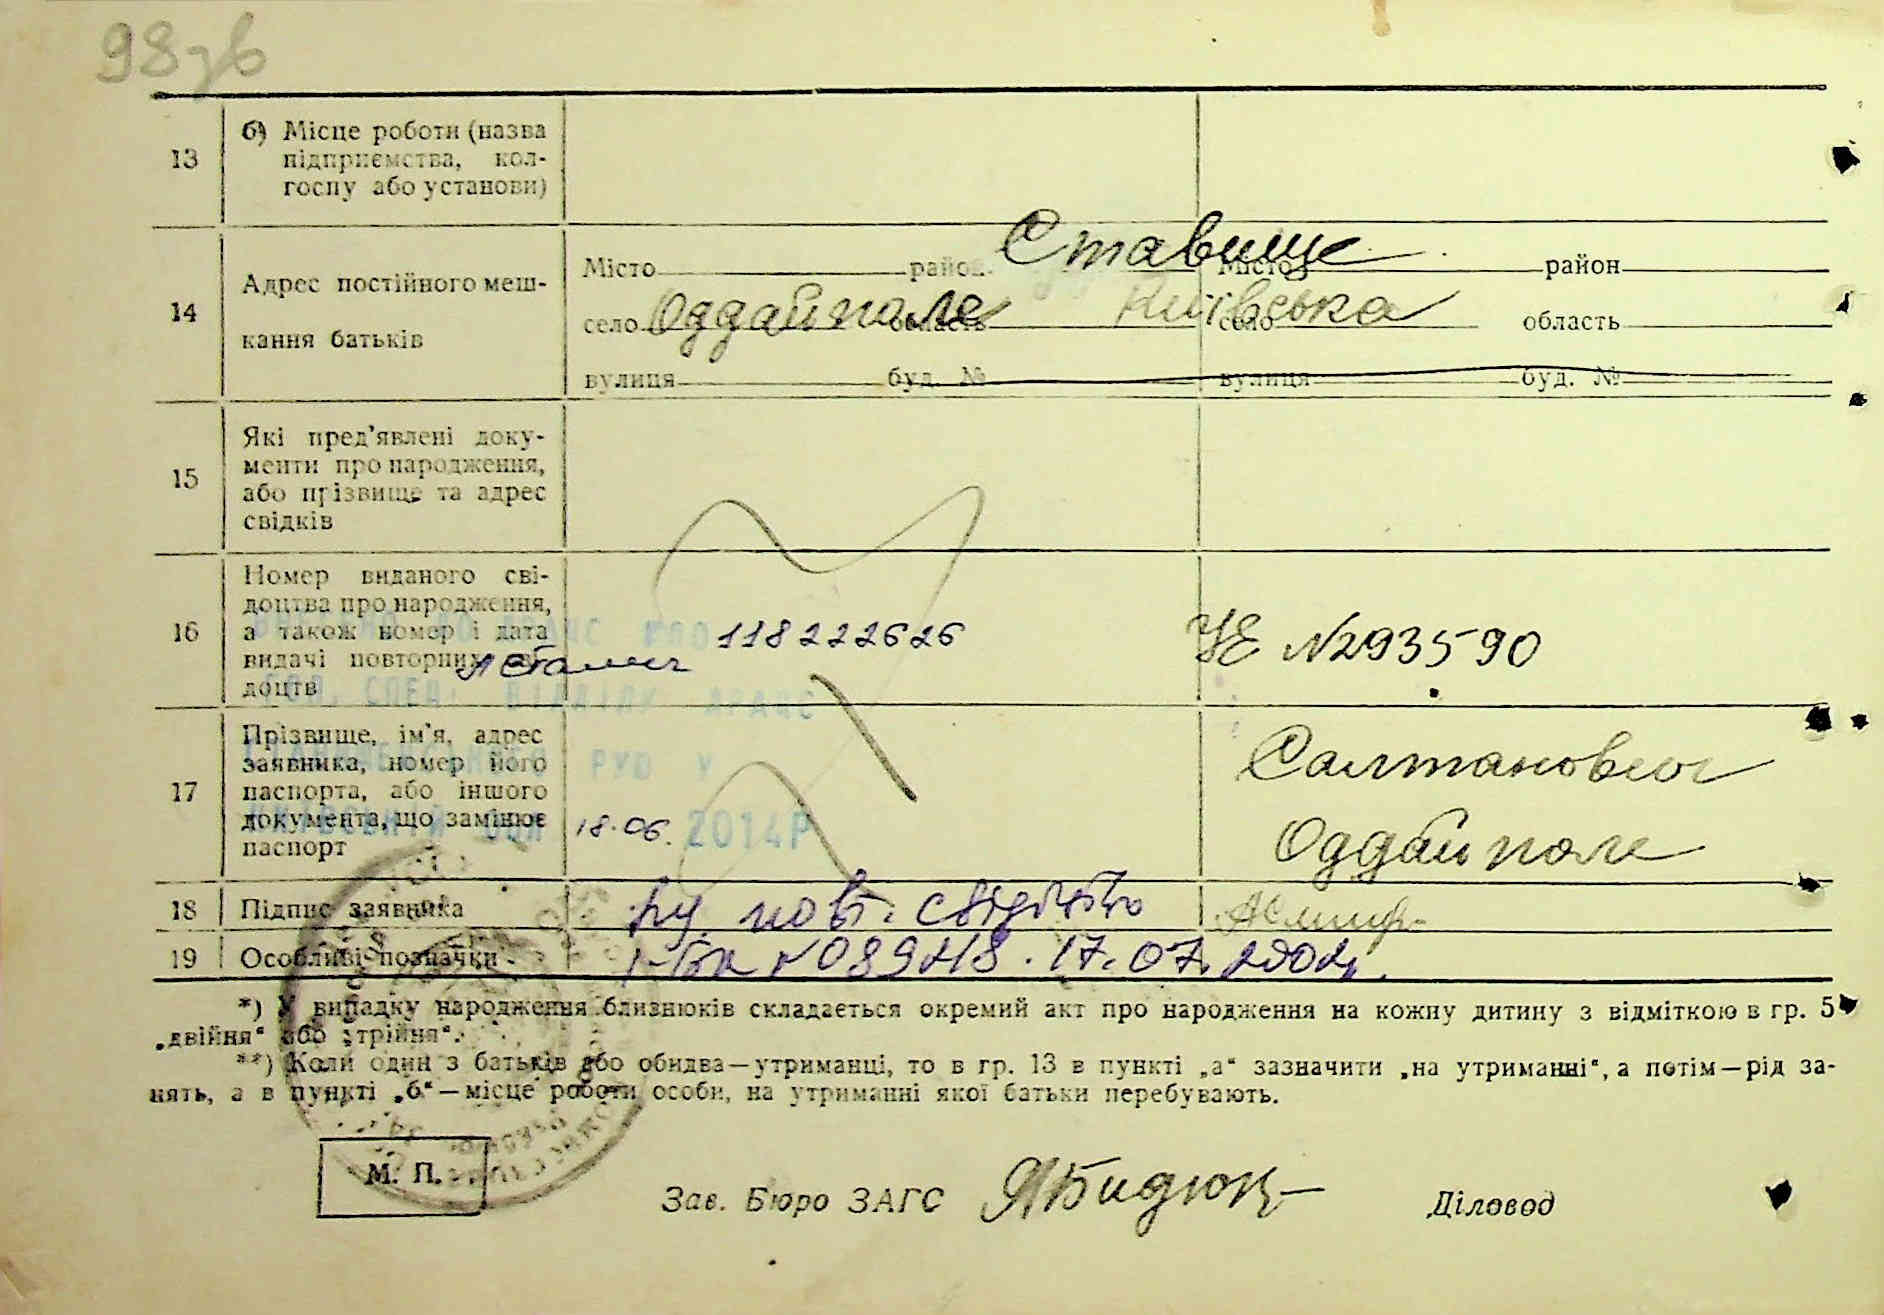 98зв
13
б) Місце роботи (назва
підприємства, кол-
госпу або установи)
14
Адрес постійного меш-
кання батьків
Місто район Ставище Місто район
село Оддайполе область Київська село область
вулиця буд. № вулиця буд. №
15
Які пред'явлені доку-
менти про народження,
або прізвище та адрес
свідків
16
Номер виданого сві-
доцтва про народження,
а також номер і дата
видачі повторних сві-
доцтв
118222626
УЕ №293590
17
Прізвище, ім'я, адрес
заявника, номер його
паспорта, або іншого
документа, що замінює
паспорт
18.06. 2014Р
Салтановської
Оддайполе
18 Підпис заявника
пов. свідоцтво
19 Особливі позначки
17.07.
*) У випадку народження близнюків складається окремий акт про народження на кожну дитину з відміткою в гр. 5
„двійня“ або „трійня“.
**) Коли один з батьків або обидва—утриманці, то в гр. 13 в пункті „а“ зазначити „на утриманні“, а потім—рід за-
нять, а в пункті „б“—місце роботи особи, на утриманні якої батьки перебувають.
М. П.
Зав. Бюро ЗАГС Діловод